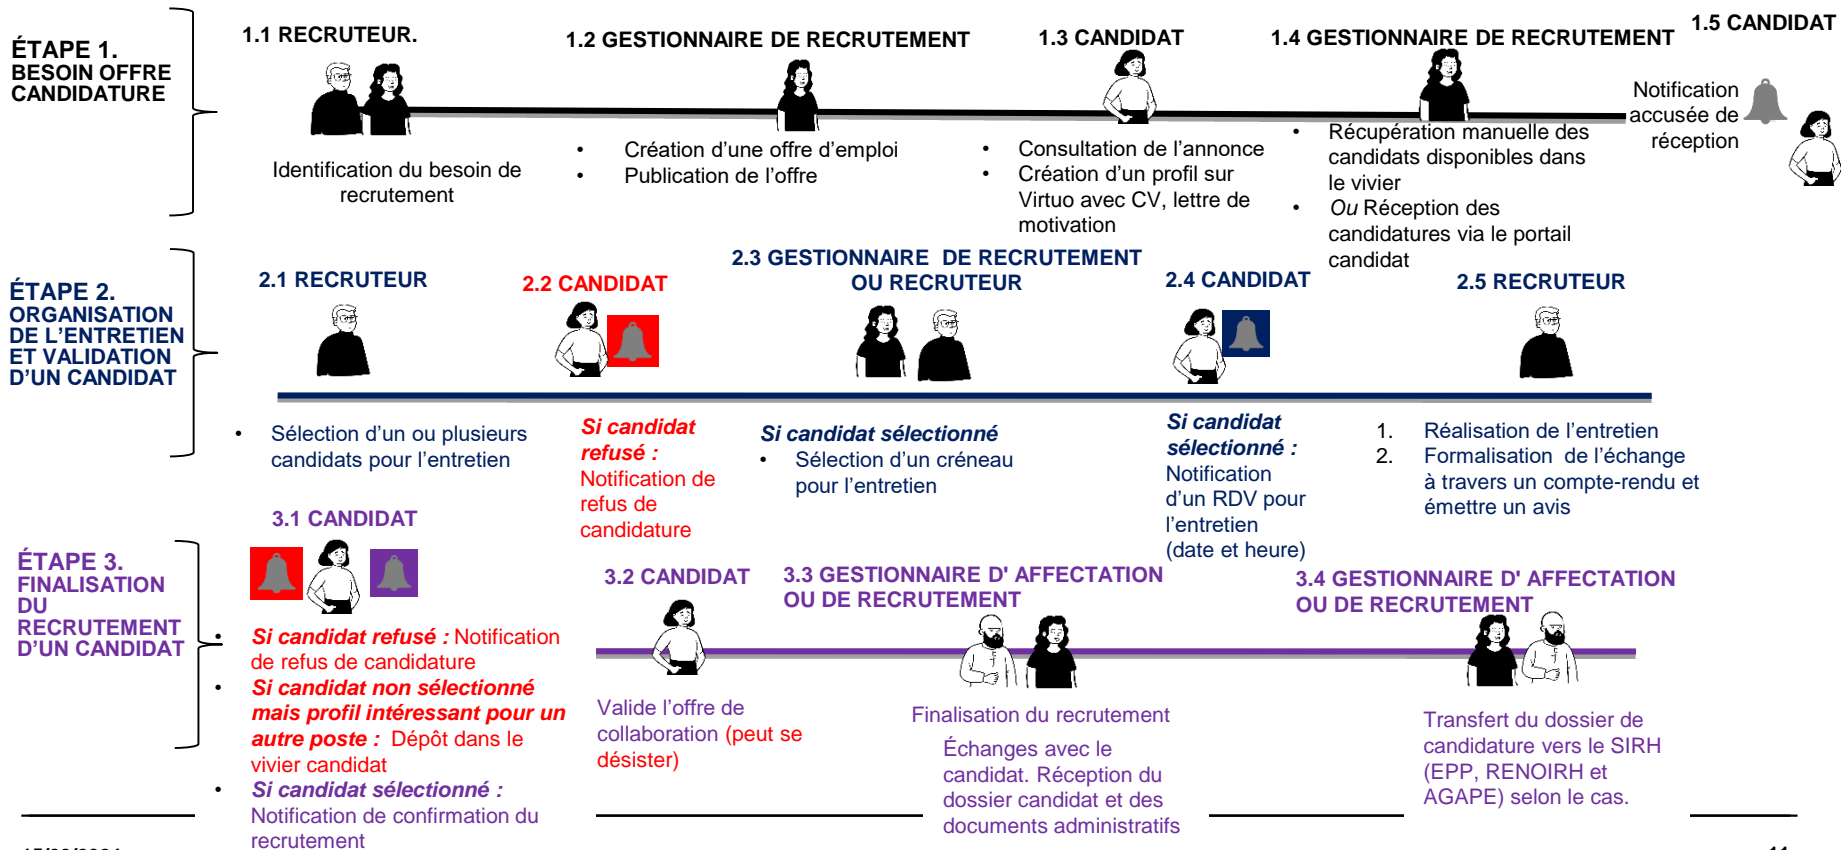 ÉTAPE 1.
BESOIN OFFRE
CANDIDATURE
1.1 RECRUTEUR.
Identification du besoin de
recrutement
1.2 GESTIONNAIRE DE RECRUTEMENT
• Création d'une offre d'emploi
• Publication de l'offre
1.3 CANDIDAT
• Consultation de l'annonce
• Création d'un profil sur
Virtuo avec CV, lettre de
motivation
1.4 GESTIONNAIRE DE RECRUTEMENT
• Récupération manuelle des
candidats disponibles dans
le vivier
• Ou Réception des
candidatures via le portail
candidat
1.5 CANDIDAT
Notification
accusée de
réception
ÉTAPE 2.
ORGANISATION
DE L'ENTRETIEN
ET VALIDATION
D'UN CANDIDAT
2.1 RECRUTEUR
• Sélection d'un ou plusieurs
candidats pour l'entretien
2.2 CANDIDAT
Si candidat
refusé :
Notification de
refus de
candidature
2.3 GESTIONNAIRE DE RECRUTEMENT
OU RECRUTEUR
Si candidat sélectionné
• Sélection d'un créneau
pour l'entretien
2.4 CANDIDAT
Si candidat
sélectionné :
Notification
d'un RDV pour
l'entretien
(date et heure)
2.5 RECRUTEUR
1. Réalisation de l'entretien
2. Formalisation de l'échange
à travers un compte-rendu et
émettre un avis
ÉTAPE 3.
FINALISATION
DU
RECRUTEMENT
D'UN CANDIDAT
3.1 CANDIDAT
• Si candidat refusé : Notification
de refus de candidature
• Si candidat non sélectionné
mais profil intéressant pour un
autre poste : Dépôt dans le
vivier candidat
• Si candidat sélectionné :
Notification de confirmation du
recrutement
3.2 CANDIDAT
Valide l'offre de
collaboration (peut se
désister)
3.3 GESTIONNAIRE D' AFFECTATION
OU DE RECRUTEMENT
Finalisation du recrutement
Échanges avec le
candidat. Réception du
dossier candidat et des
documents administratifs
3.4 GESTIONNAIRE D' AFFECTATION
OU DE RECRUTEMENT
Transfert du dossier de
candidature vers le SIRH
(EPP, RENOIRH et
AGAPE) selon le cas.